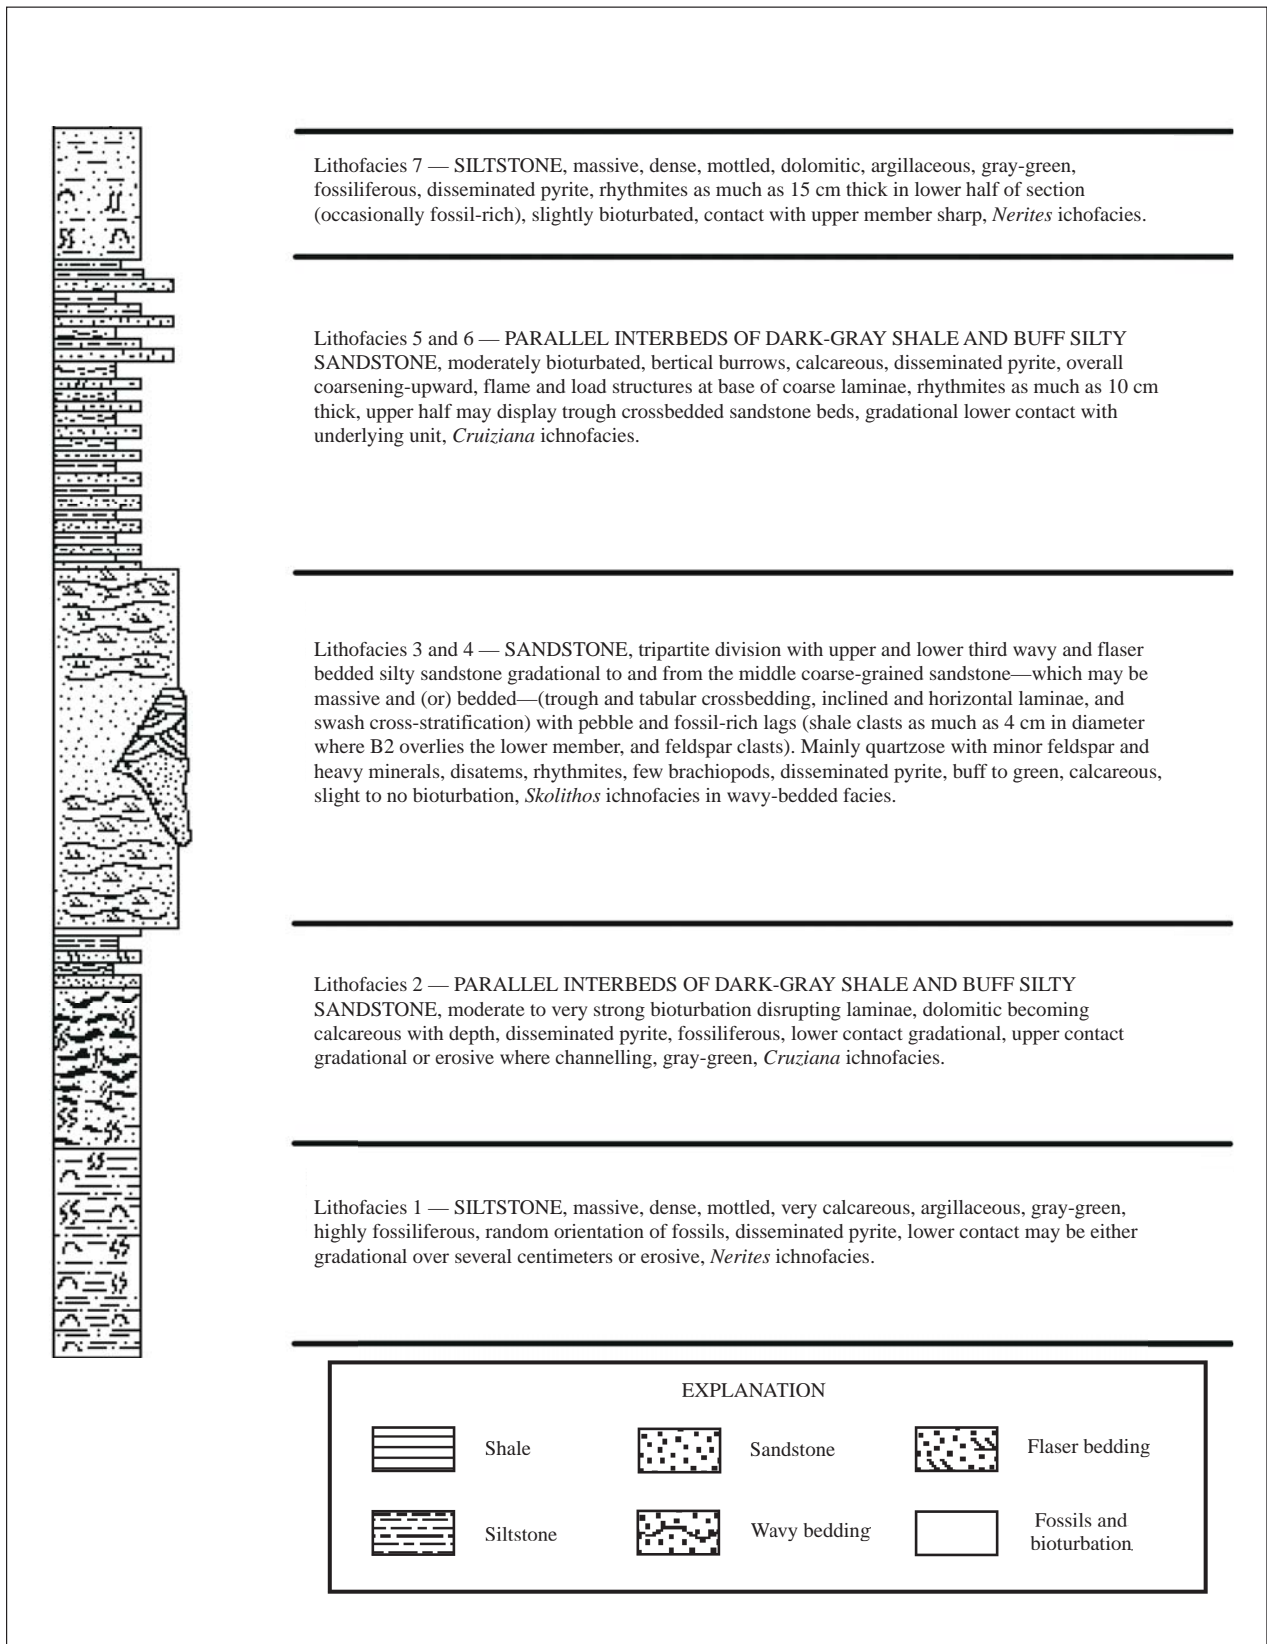 Lithofacies 7 — SILTSTONE, massive, dense, mottled, dolomitic, argillaceous, gray-green,
fossiliferous, disseminated pyrite, rhythmites as much as 15 cm thick in lower half of section
(occasionally fossil-rich), slightly bioturbated, contact with upper member sharp, Nerites ichofacies.
Lithofacies 5 and 6 — PARALLEL INTERBEDS OF DARK-GRAY SHALE AND BUFF SILTY
SANDSTONE, moderately bioturbated, bertical burrows, calcareous, disseminated pyrite, overall
coarsening-upward, flame and load structures at base of coarse laminae, rhythmites as much as 10 cm
thick, upper half may display trough crossbedded sandstone beds, gradational lower contact with
underlying unit, Cruiziana ichnofacies.
Lithofacies 3 and 4 — SANDSTONE, tripartite division with upper and lower third wavy and flaser
bedded silty sandstone gradational to and from the middle coarse-grained sandstone—which may be
massive and (or) bedded—(trough and tabular crossbedding, inclined and horizontal laminae, and
swash cross-stratification) with pebble and fossil-rich lags (shale clasts as much as 4 cm in diameter
where B2 overlies the lower member, and feldspar clasts). Mainly quartzose with minor feldspar and
heavy minerals, disatems, rhythmites, few brachiopods, disseminated pyrite, buff to green, calcareous,
slight to no bioturbation, Skolithos ichnofacies in wavy-bedded facies.
Lithofacies 2 — PARALLEL INTERBEDS OF DARK-GRAY SHALE AND BUFF SILTY
SANDSTONE, moderate to very strong bioturbation disrupting laminae, dolomitic becoming
calcareous with depth, disseminated pyrite, fossiliferous, lower contact gradational, upper contact
gradational or erosive where channelling, gray-green, Cruziana ichnofacies.
Lithofacies 1 — SILTSTONE, massive, dense, mottled, very calcareous, argillaceous, gray-green,
highly fossiliferous, random orientation of fossils, disseminated pyrite, lower contact may be either
gradational over several centimeters or erosive, Nerites ichnofacies.
EXPLANATION
Shale
Sandstone
Flaser bedding
Siltstone
Wavy bedding
Fossils and
bioturbation